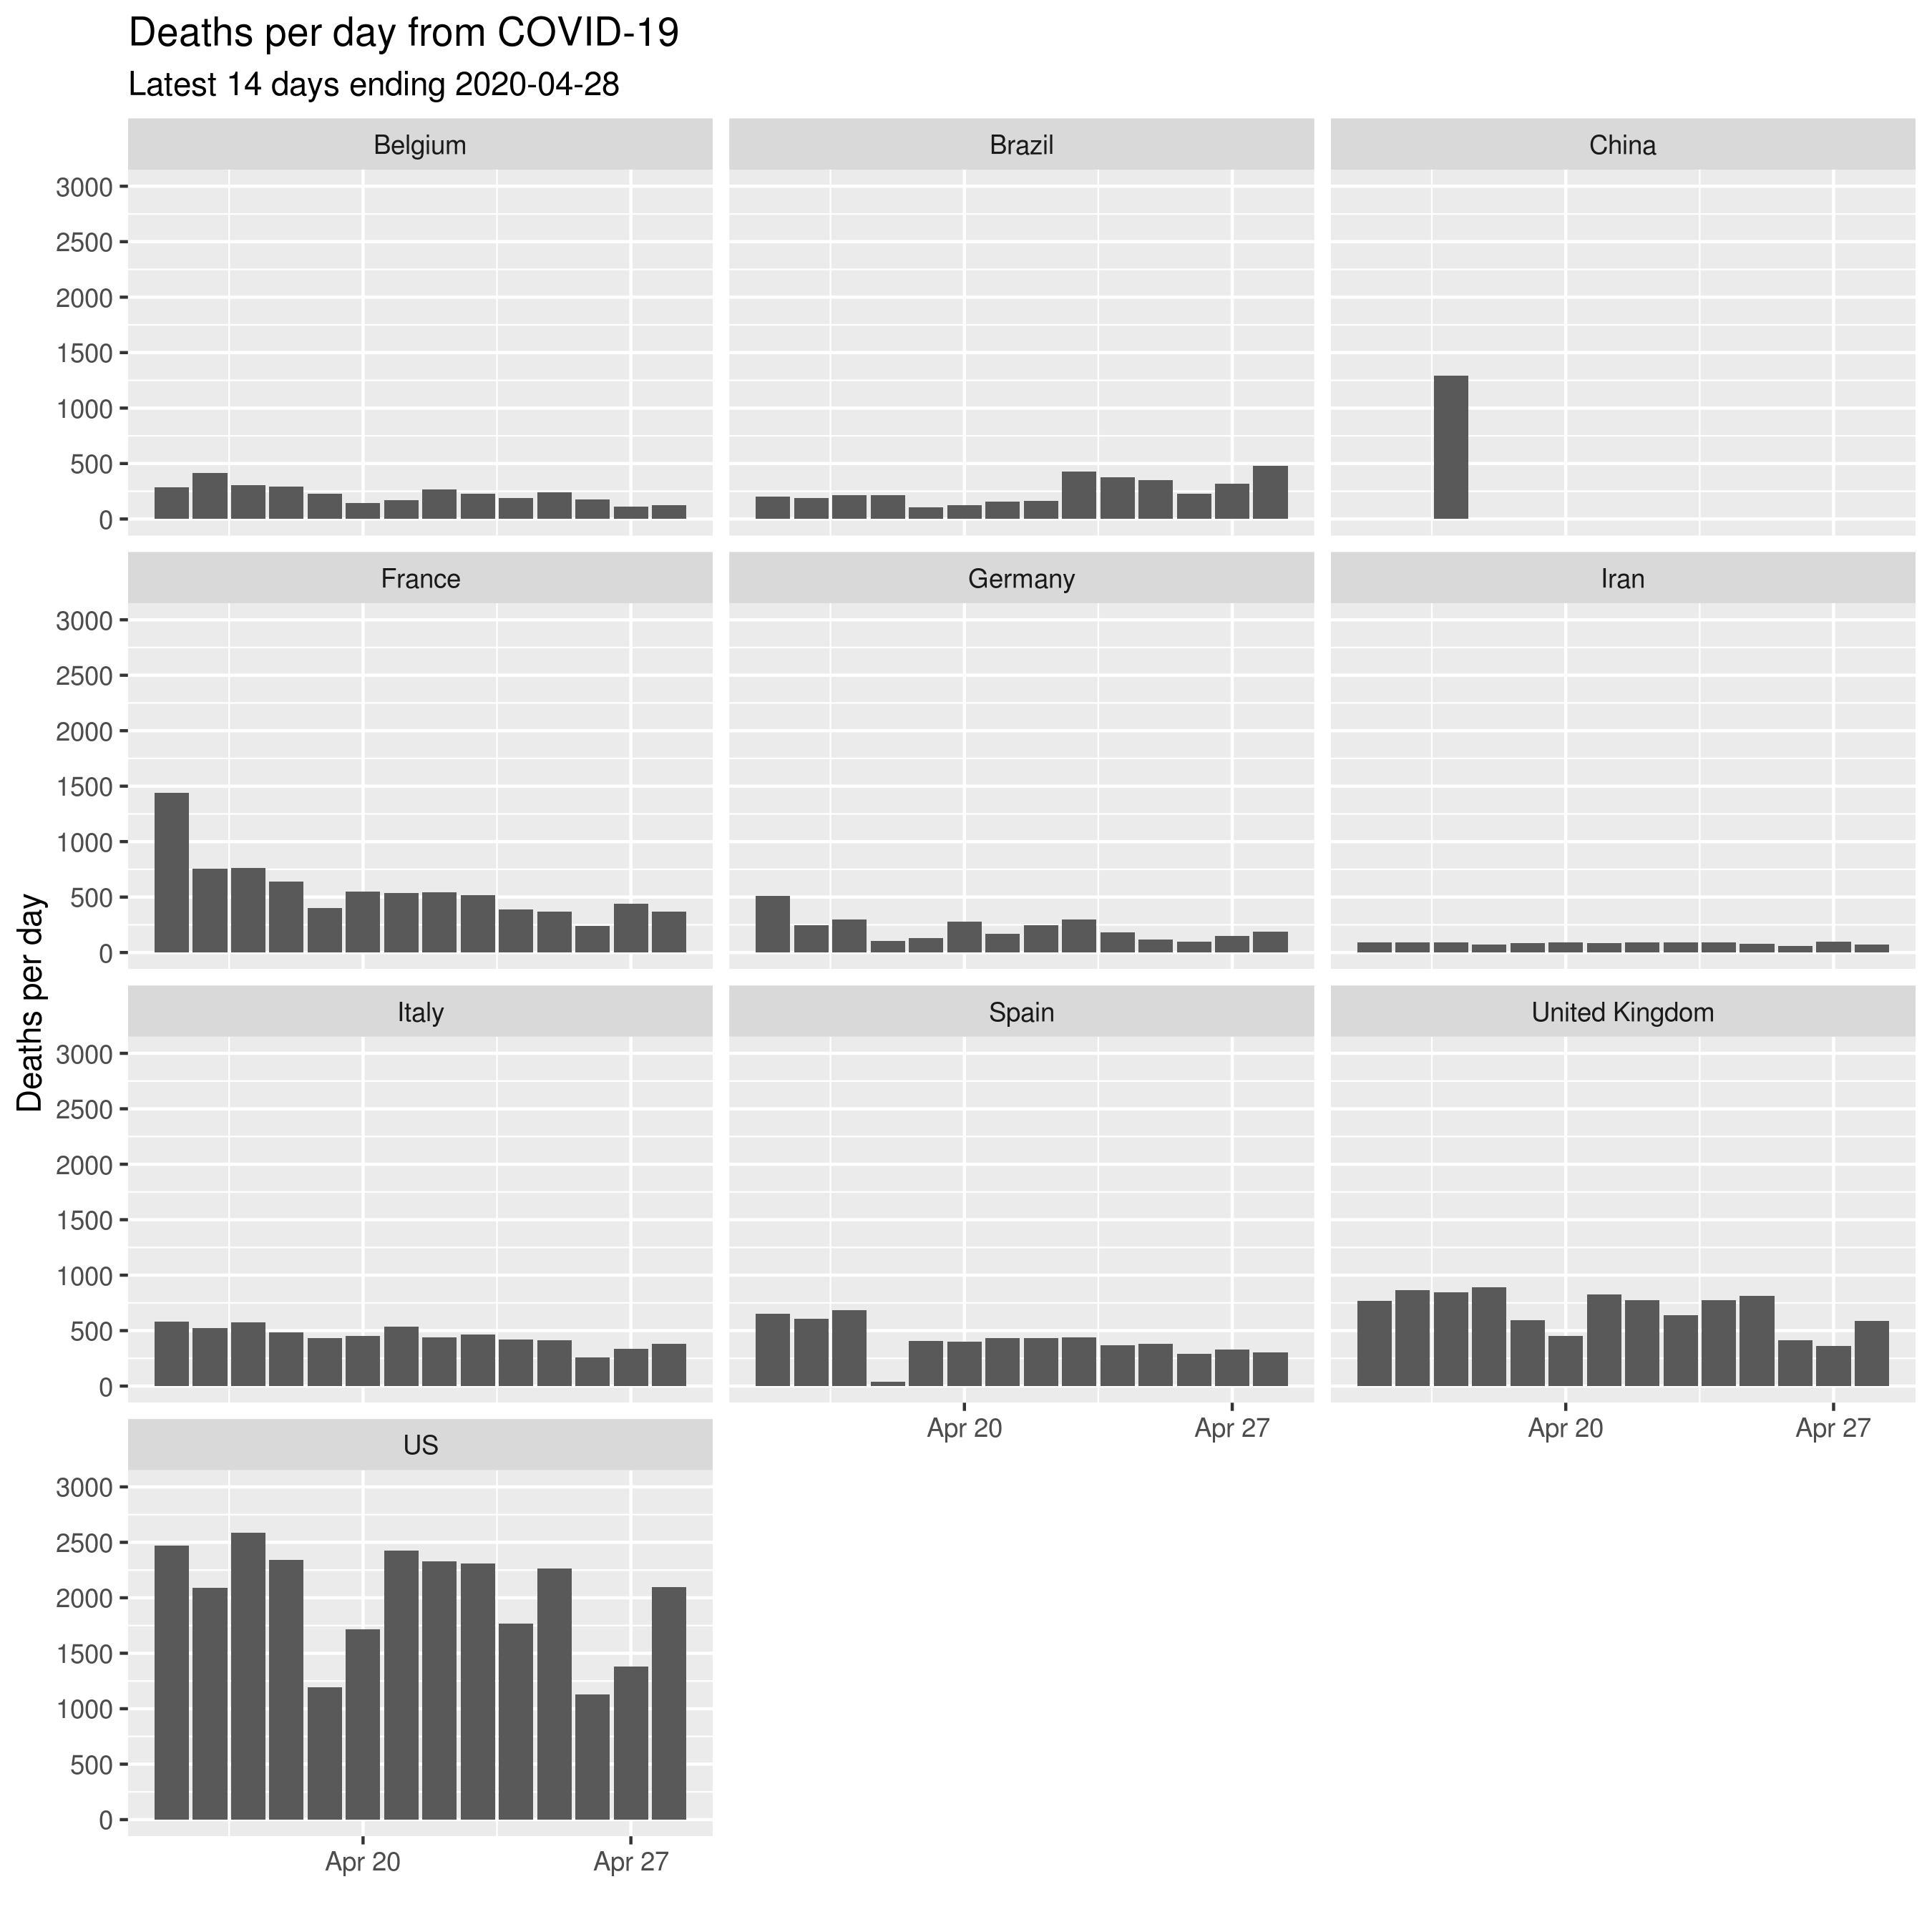 Deaths per day from COVID-19
Latest 14 days ending 2020-04-28
Belgium
Brazil
China
3000
2500
2000
1500
1000
500
0
France
Germany
Iran
3000
2500
2000
1500
1000
500
0
Deaths per day
Italy
Spain
United Kingdom
3000
2500
2000
1500
1000
500
0
Apr 20
Apr 27
Apr 20
Apr 27
US
3000
2500
2000
1500
1000
500
0
Apr 20
Apr 27